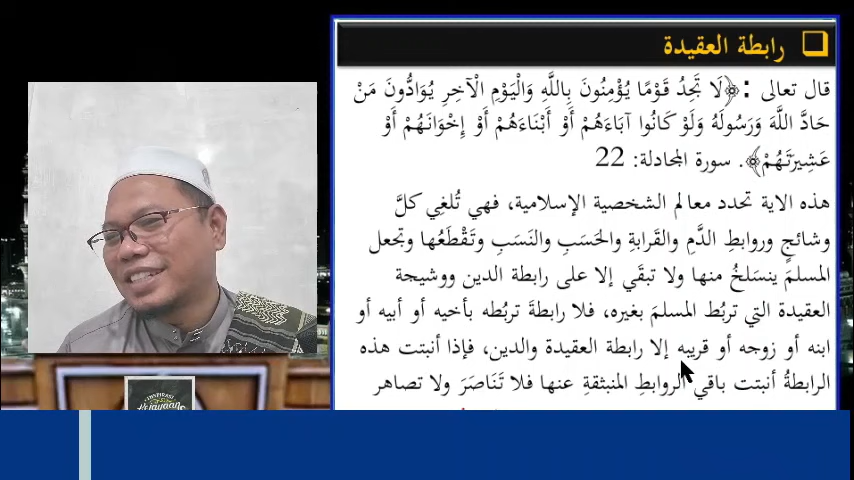 رابطة العقيدة
قال تعالى : ﴿لَا تَجِدُ قَوْمًا يُؤْمِنُونَ بِاللَّهِ وَالْيَوْمِ الْآخِرِ يُوَادُّونَ مَنْ
حَادَّ اللَّهَ وَرَسُولَهُ وَلَوْ كَانُوا آبَاءَهُمْ أَوْ أَبْنَاءَهُمْ أَوْ إِخْوَانَهُمْ أَوْ
عَشِيرَتَهُمْ﴾. سورة المجادلة: 22
هذه الاية تحدد معالم الشخصية الإسلامية، فهي تُلغِي كلَّ
وشائجٍ وروابط الدَّمِ والقَرابةِ والحَسَبِ والنَسَبِ وتَقْطَعُها وتجعل
المسلمَ ينسَلخُ منها ولا تبقَي إلا على رابطة الدين ووشيجة
العقيدة التي تربُط المسلمَ بغيره، فلا رابطةَ تربُطه بأخيه أو أبيه أو
ابنه أو زوجه أو قريبه إلا رابطة العقيدة والدين، فإذا أنبتت هذه
الرابطةُ أنبتت باقي الروابطِ المنبثقةِ عنها فلا تَنَاصَرَ ولا تصاهر
INSPIRASI
Kejayaan